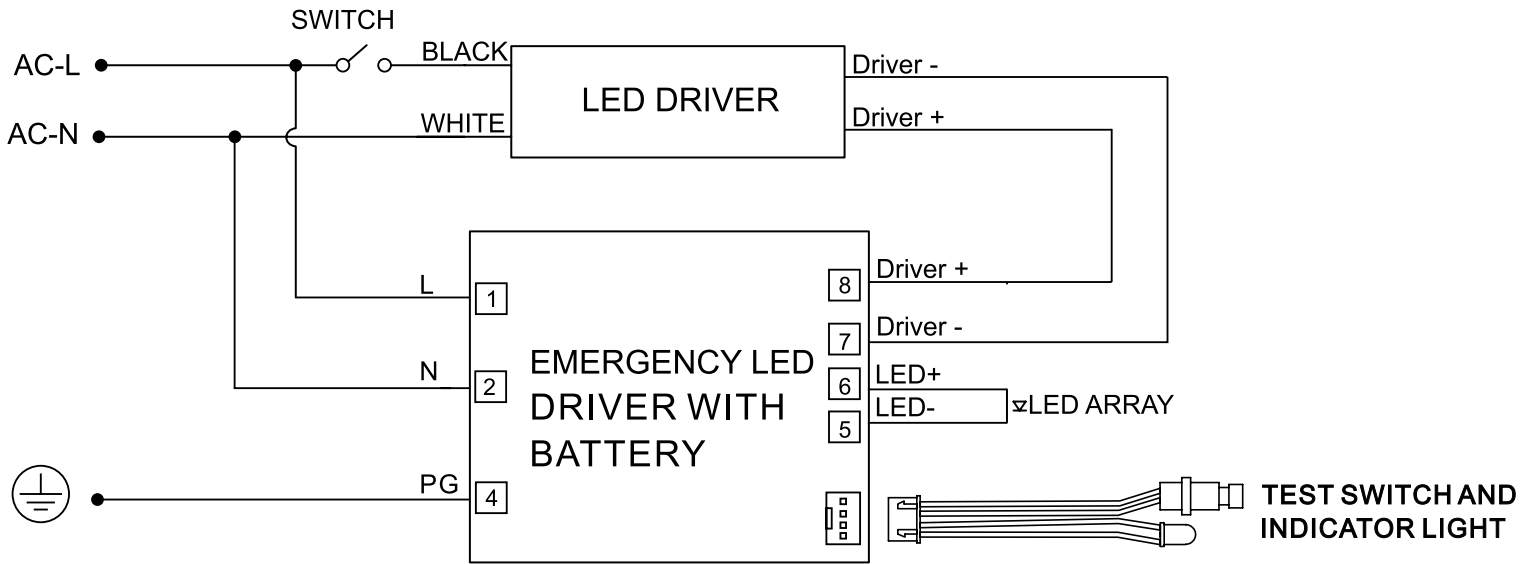 SWITCH
AC-L
BLACK
LED DRIVER
Driver -
AC-N
WHITE
Driver +
L
1
N
2
PG
4
EMERGENCY LED
DRIVER WITH
BATTERY
8
Driver +
7
Driver -
6
LED+
5
LED-
LED ARRAY
TEST SWITCH AND
INDICATOR LIGHT